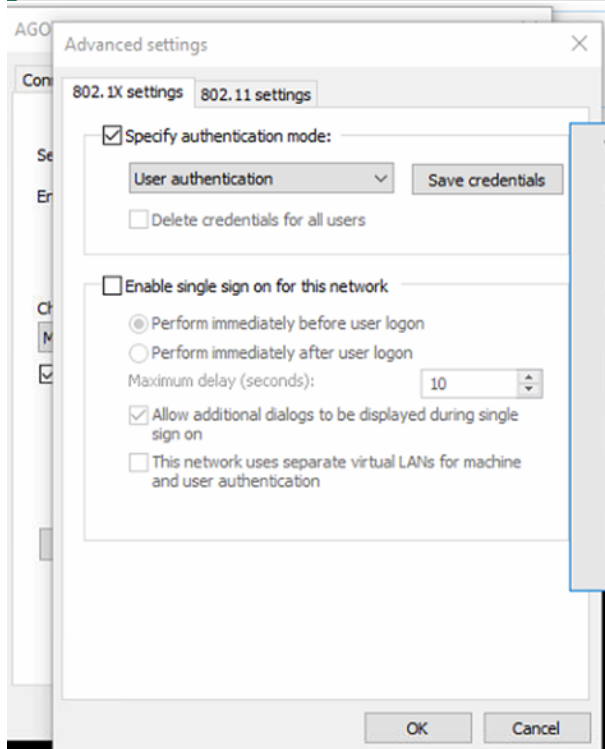 AGO
Advanced settings
Con
802.1X settings 802.11 settings
Specify authentication mode:
Se
User authentication Save credentials
Er
Delete credentials for all users
Enable single sign on for this network
Ch
Perform immediately before user logon
M
Perform immediately after user logon
Maximum delay (seconds): 10
Allow additional dialogs to be displayed during single
sign on
This network uses separate virtual LANs for machine
and user authentication
OK Cancel